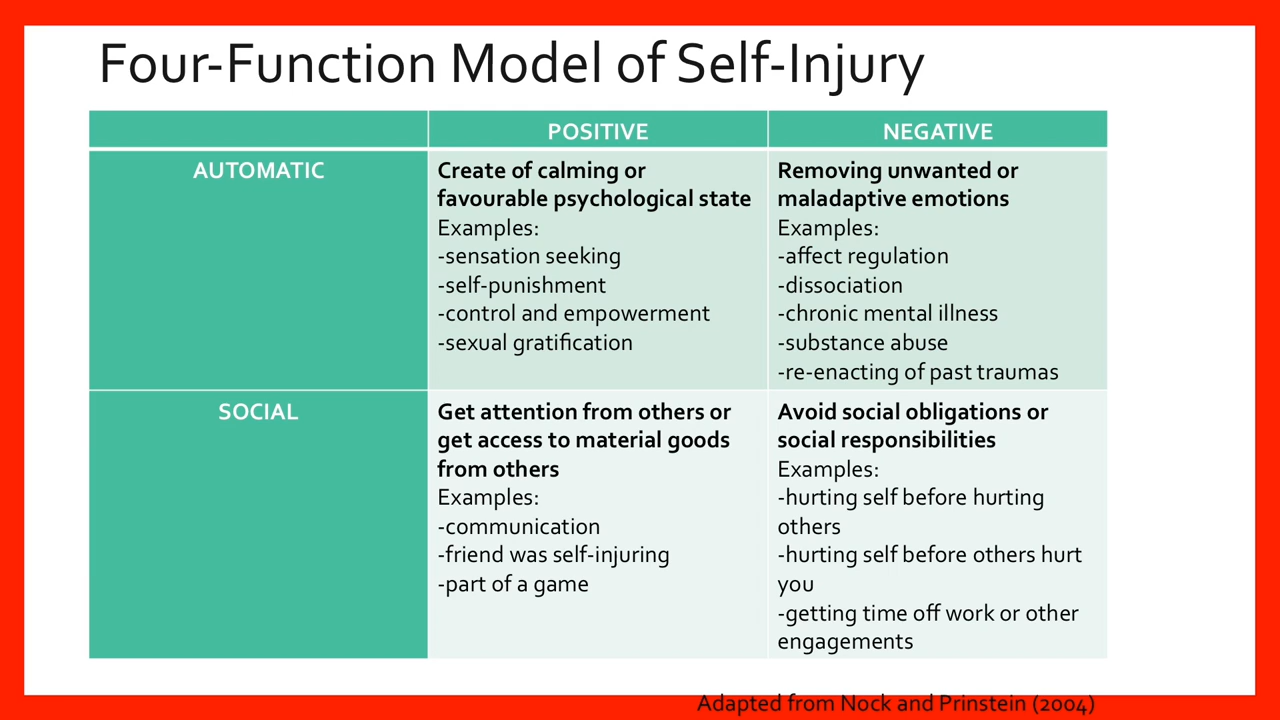 Four-Function Model of Self-Injury
POSITIVE
NEGATIVE
AUTOMATIC
Create of calming or
favourable psychological state
Examples:
-sensation seeking
-self-punishment
-control and empowerment
-sexual gratification
Removing unwanted or
maladaptive emotions
Examples:
-affect regulation
-dissociation
-chronic mental illness
-substance abuse
-re-enacting of past traumas
SOCIAL
Get attention from others or
get access to material goods
from others
Examples:
-communication
-friend was self-injuring
-part of a game
Avoid social obligations or
social responsibilities
Examples:
-hurting self before hurting
others
-hurting self before others hurt
you
-getting time off work or other
engagements
Adapted from Nock and Prinstein (2004)